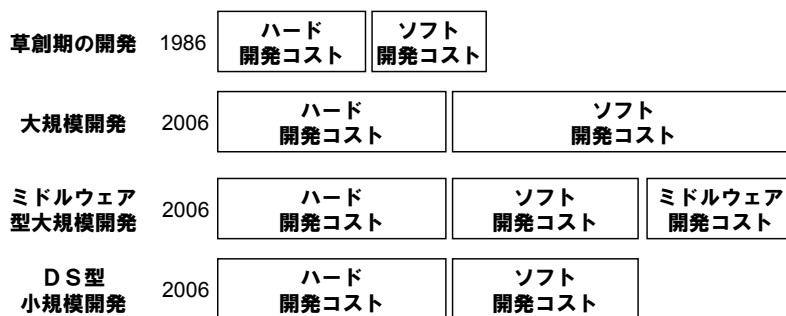 草創期の開発 1986 ハード ソフト
開発コスト 開発コスト
大規模開発 2006 ハード ソフト
開発コスト 開発コスト
ミドルウェア 2006 ハード ソフト ミドルウェア
型大規模開発 開発コスト 開発コスト 開発コスト
ＤＳ型 2006 ハード ソフト
小規模開発 開発コスト 開発コスト